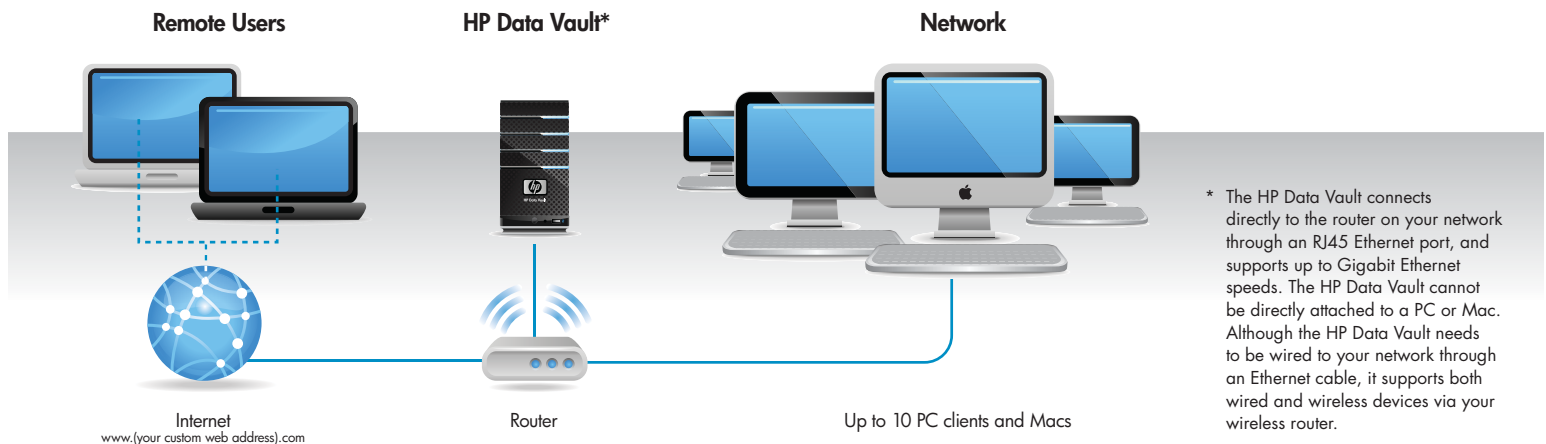 Remote Users
HP Data Vault*
Network
hp
HP Data Vault
* The HP Data Vault connects
directly to the router on your network
through an RJ45 Ethernet port, and
supports up to Gigabit Ethernet
speeds. The HP Data Vault cannot
be directly attached to a PC or Mac.
Although the HP Data Vault needs
to be wired to your network through
an Ethernet cable, it supports both
wired and wireless devices via your
wireless router.
Internet
www.(your custom web address).com
Router
Up to 10 PC clients and Macs